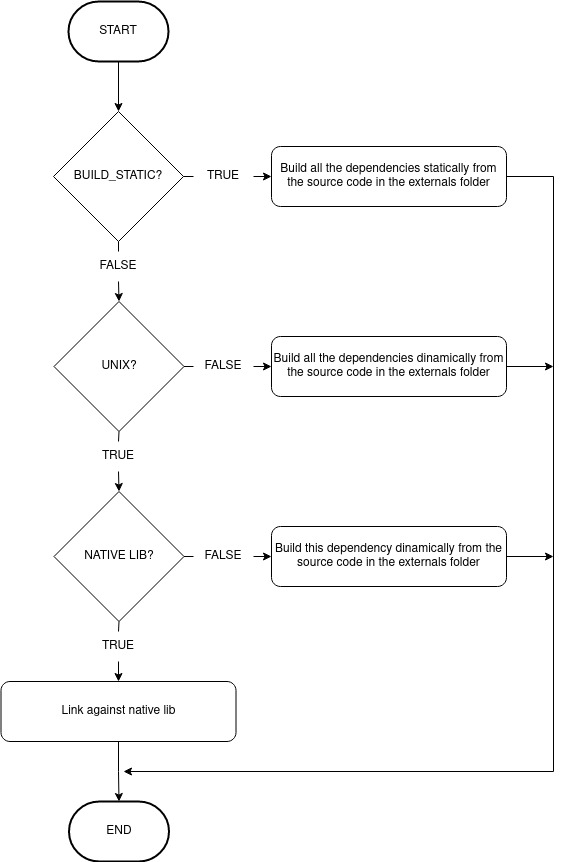 START
BUILD_STATIC?
TRUE
Build all the dependencies statically from
the source code in the externals folder
FALSE
UNIX?
FALSE
Build all the dependencies dinamically from
the source code in the externals folder
TRUE
NATIVE LIB?
FALSE
Build this dependency dinamically from the
source code in the externals folder
TRUE
Link against native lib
END